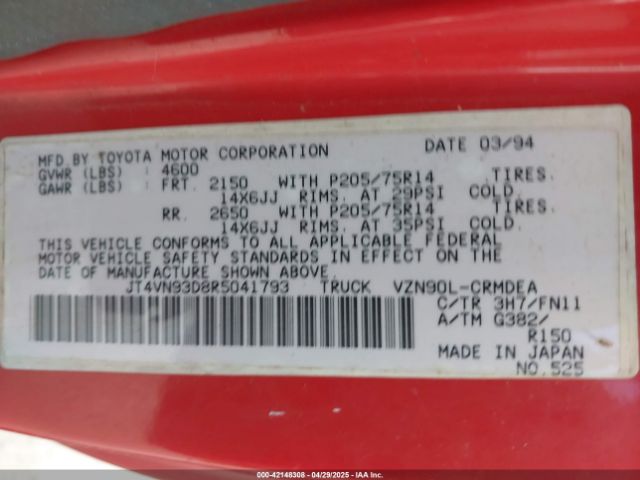 MFD BY TOYOTA MOTOR CORPORATION DATE 03/94
GVWR (LBS) : 4600
GAWR (LBS) : FRT. 2150 WITH P205/75R14 TIRES.
14X6JJ RIMS. AT 29PSI COLD.
RR. 2650 WITH P205/75R14 TIRES.
14X6JJ RIMS. AT 35PSI COLD.
THIS VEHICLE CONFORMS TO ALL APPLICABLE FEDERAL
MOTOR VEHICLE SAFETY STANDARDS IN EFFECT ON THE
DATE OF MANUFACTURE SHOWN ABOVE.
JT4VN93D8R5041793 TRUCK VZN90L-CRMDEA
C/TR 3H7/FN11
A/TM G382/
R150
MADE IN JAPAN
NO.525
000-42148308 - 04/29/2025 - IAAI Inc.